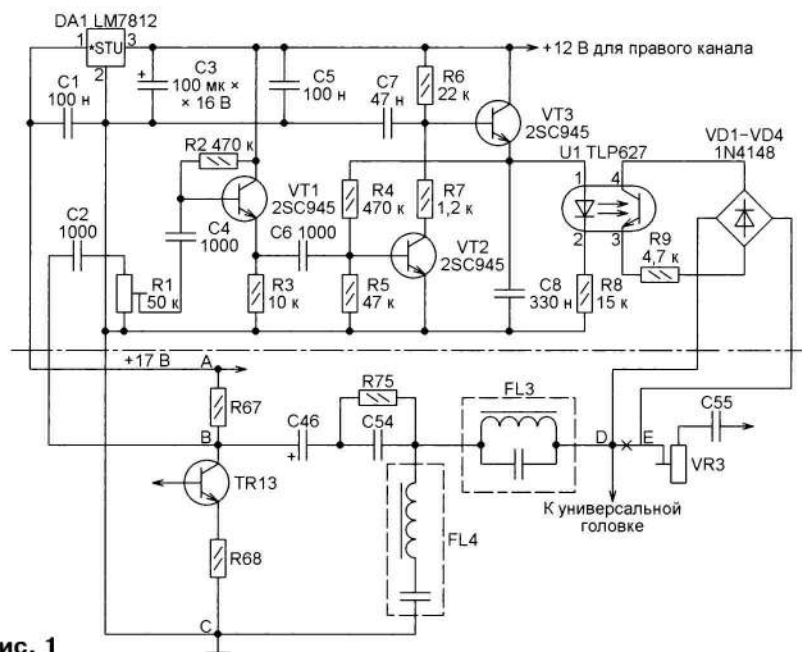 DA1 LM7812
1
*STU
3
2
+12 В для правого канала
C1
100 н
C3
100 мк ×
× 16 В
+
C5
100 н
C7
47 н
R6
22 к
VT3
2SC945
U1 TLP627
VD1–VD4
1N4148
R2 470 к
VT1
2SC945
R4
470 к
R7
1,2 к
1
4
2
3
C2
1000
C4
1000
C6 1000
VT2
2SC945
R9
4,7 к
R1
50 к
R3
10 к
R5
47 к
C8
330 н
R8
15 к
+17 В
A
R67
R75
FL3
C46
+
C54
B
D
E
C55
VR3
TR13
К универсальной
головке
FL4
R68
C
ис. 1